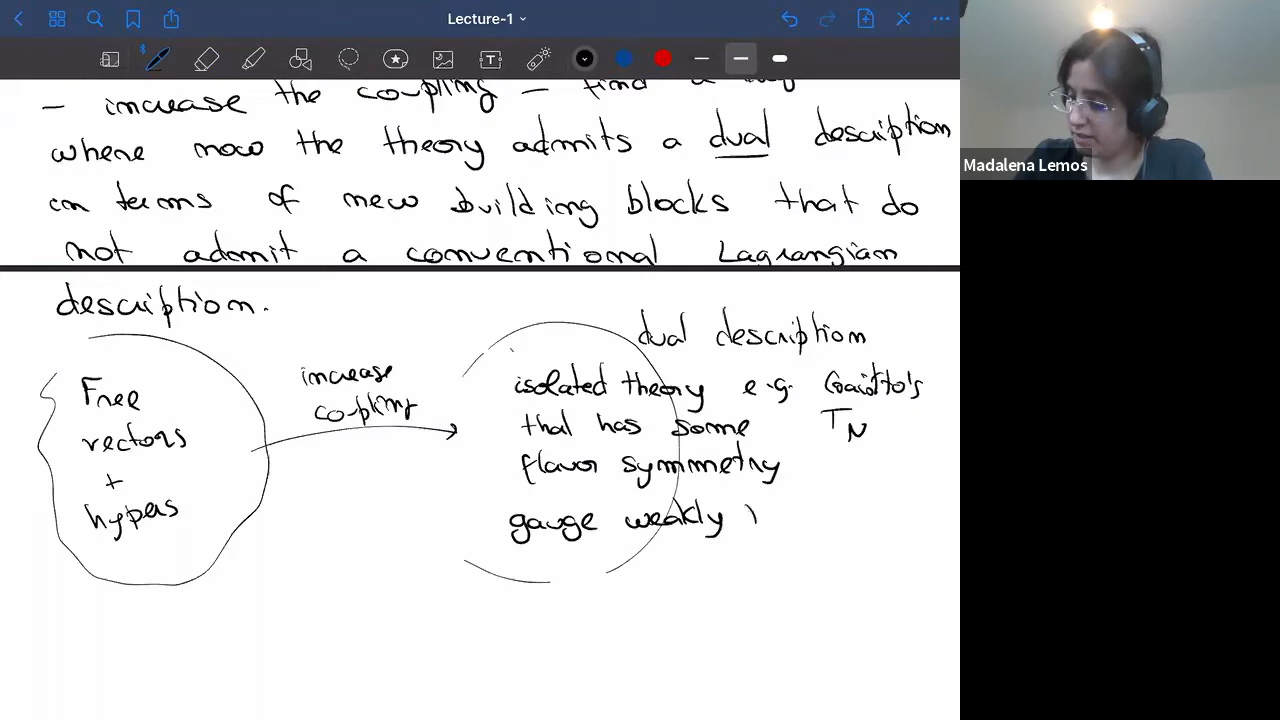 Lecture-1
Madalena Lemos
- increase the coupling - find a
where now the theory admits a dual description
in terms of new building blocks that do
not admit a conventional Lagrangian
description.
dual description
Free
vectors
+
hypers
increase
coupling
isolated theory e.g. Gaiotto's
that has some TN
flavor symmetry
gauge weakly